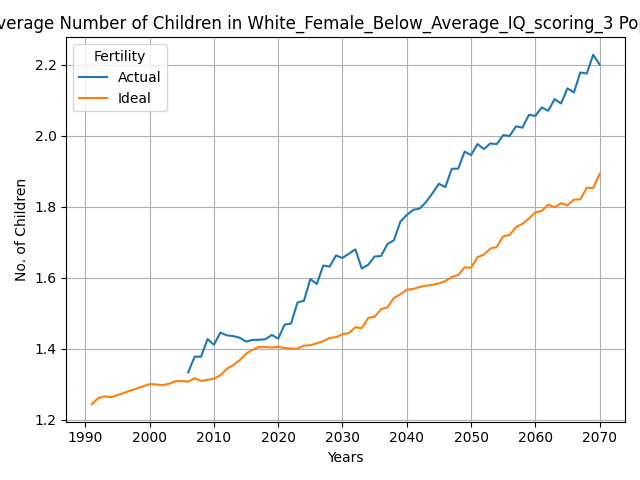 verage Number of Children in White_Female_Below_Average_IQ_scoring_3 Po
Fertility
Actual
Ideal
2.2
2.0
1.8
1.6
1.4
1.2
No. of Children
1990 2000 2010 2020 2030 2040 2050 2060 2070
Years